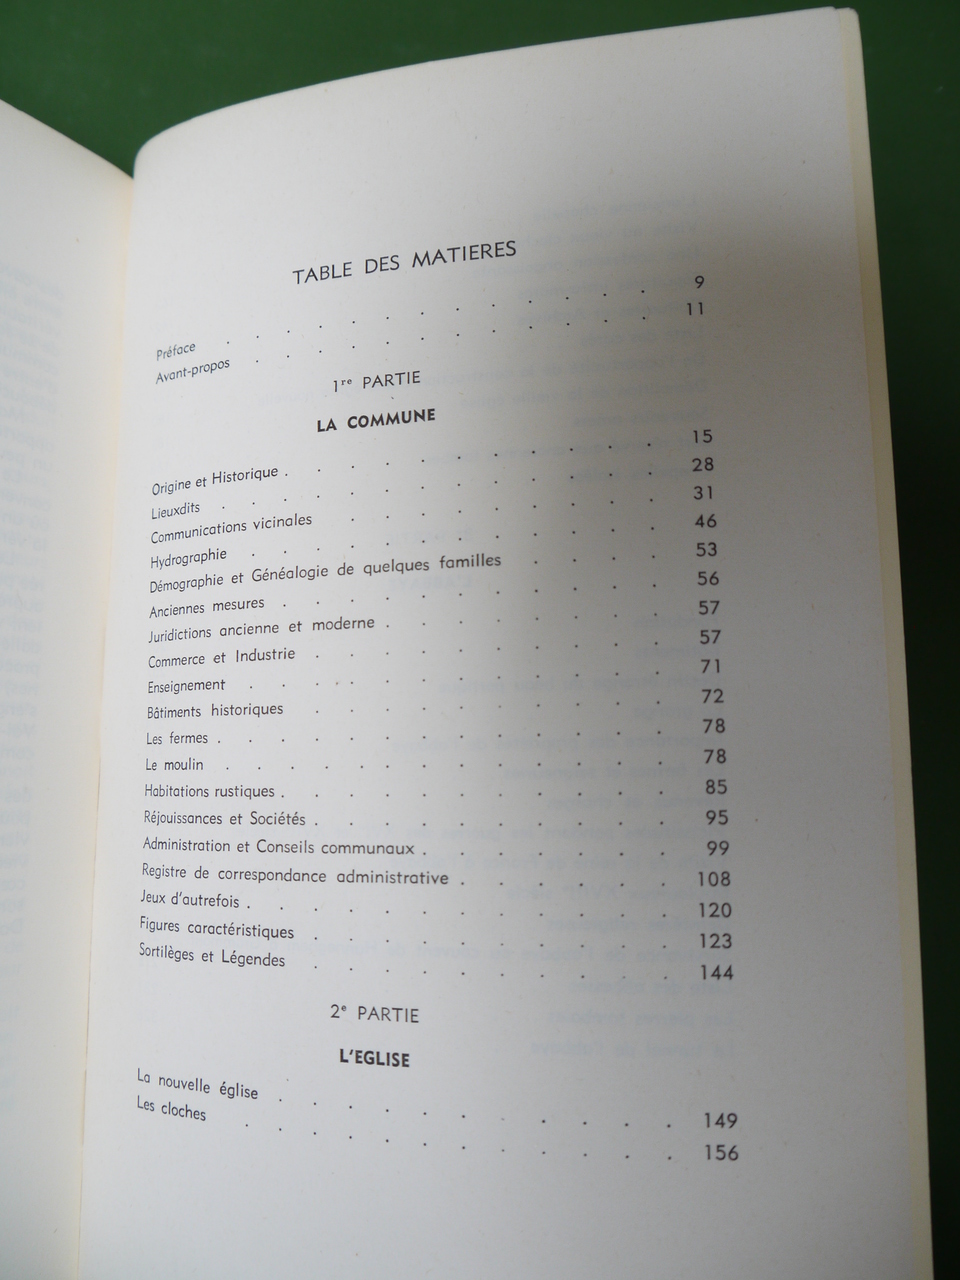 TABLE DES MATIERES
Préface . . . . . . . . . . . . 9
Avant-propos . . . . . . . . . . . . 11
1re PARTIE
LA COMMUNE
Origine et Historique . . . . . . . . . . . 15
Lieuxdits . . . . . . . . . . . . . 28
Communications vicinales . . . . . . . . . 31
Hydrographie . . . . . . . . . . . . 46
Démographie et Généalogie de quelques familles . . . . 53
Anciennes mesures . . . . . . . . . . . 56
Juridictions ancienne et moderne . . . . . . . . 57
Commerce et Industrie . . . . . . . . . . 57
Enseignement . . . . . . . . . . . . 71
Bâtiments historiques . . . . . . . . . . 72
Les fermes . . . . . . . . . . . . . 78
Le moulin . . . . . . . . . . . . . 78
Habitations rustiques . . . . . . . . . . . 85
Réjouissances et Sociétés . . . . . . . . . . 95
Administration et Conseils communaux . . . . . . . 99
Registre de correspondance administrative . . . . . . 108
Jeux d'autrefois . . . . . . . . . . . . 120
Figures caractéristiques . . . . . . . . . . 123
Sortilèges et Légendes . . . . . . . . . . 144
2e PARTIE
L'EGLISE
La nouvelle église . . . . . . . . . . . 149
Les cloches . . . . . . . . . . . . 156